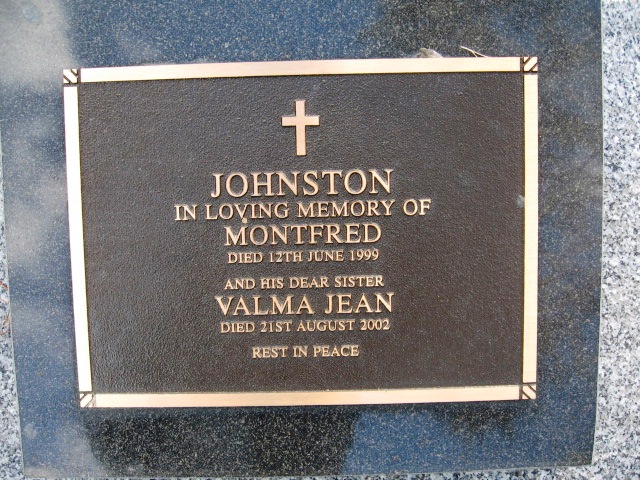 JOHNSTON
IN LOVING MEMORY OF
MONTFRED
DIED 12TH JUNE 1999
AND HIS DEAR SISTER
VALMA JEAN
DIED 21ST AUGUST 2002
REST IN PEACE